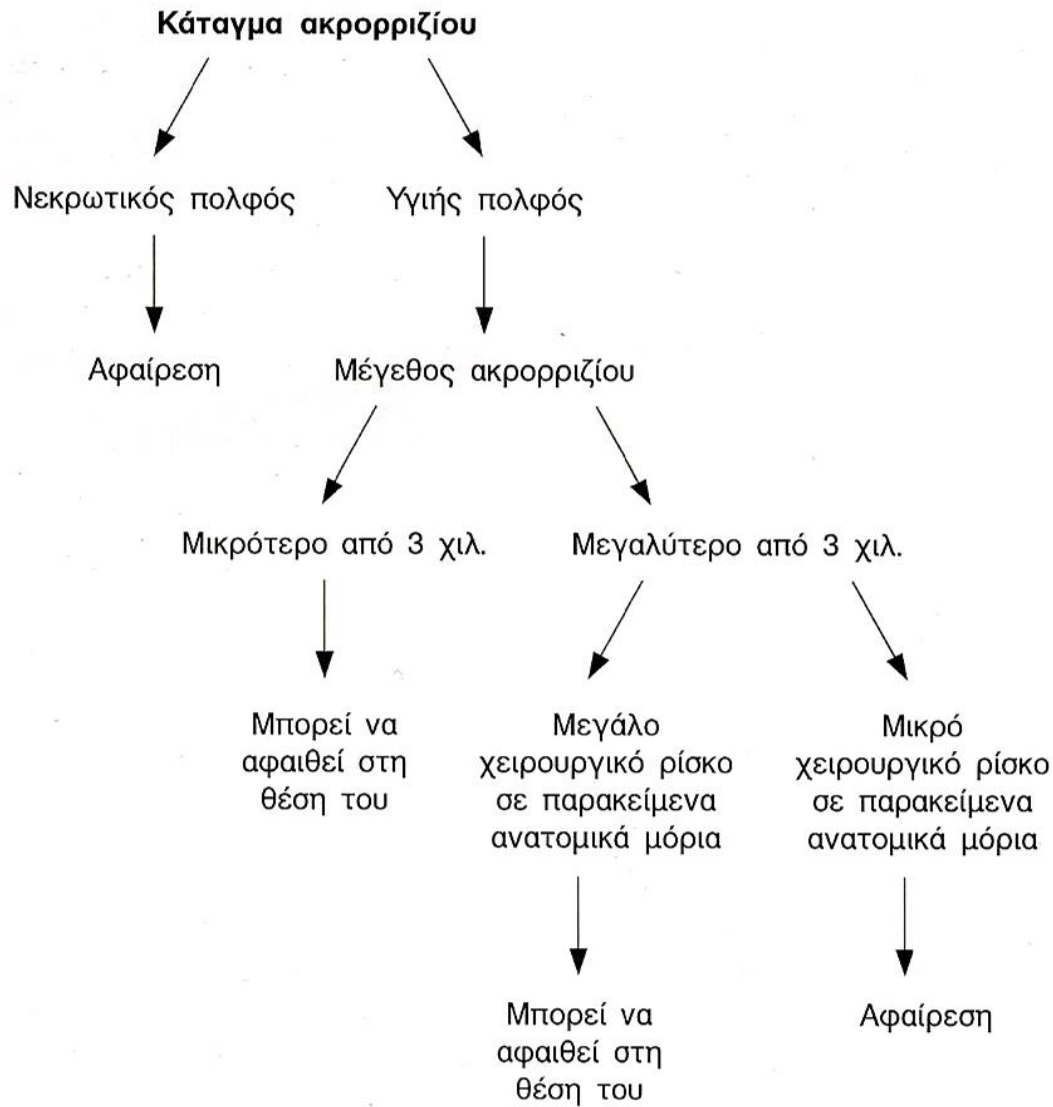 Κάταγμα ακρορριζίου
Νεκρωτικός πολφός
Υγιής πολφός
Αφαίρεση
Μέγεθος ακρορριζίου
Μικρότερο από 3 χιλ.
Μεγαλύτερο από 3 χιλ.
Μπορεί να
αφαιθεί στη
θέση του
Μεγάλο
χειρουργικό ρίσκο
σε παρακείμενα
ανατομικά μόρια
Μικρό
χειρουργικό ρίσκο
σε παρακείμενα
ανατομικά μόρια
Μπορεί να
αφαιθεί στη
θέση του
Αφαίρεση